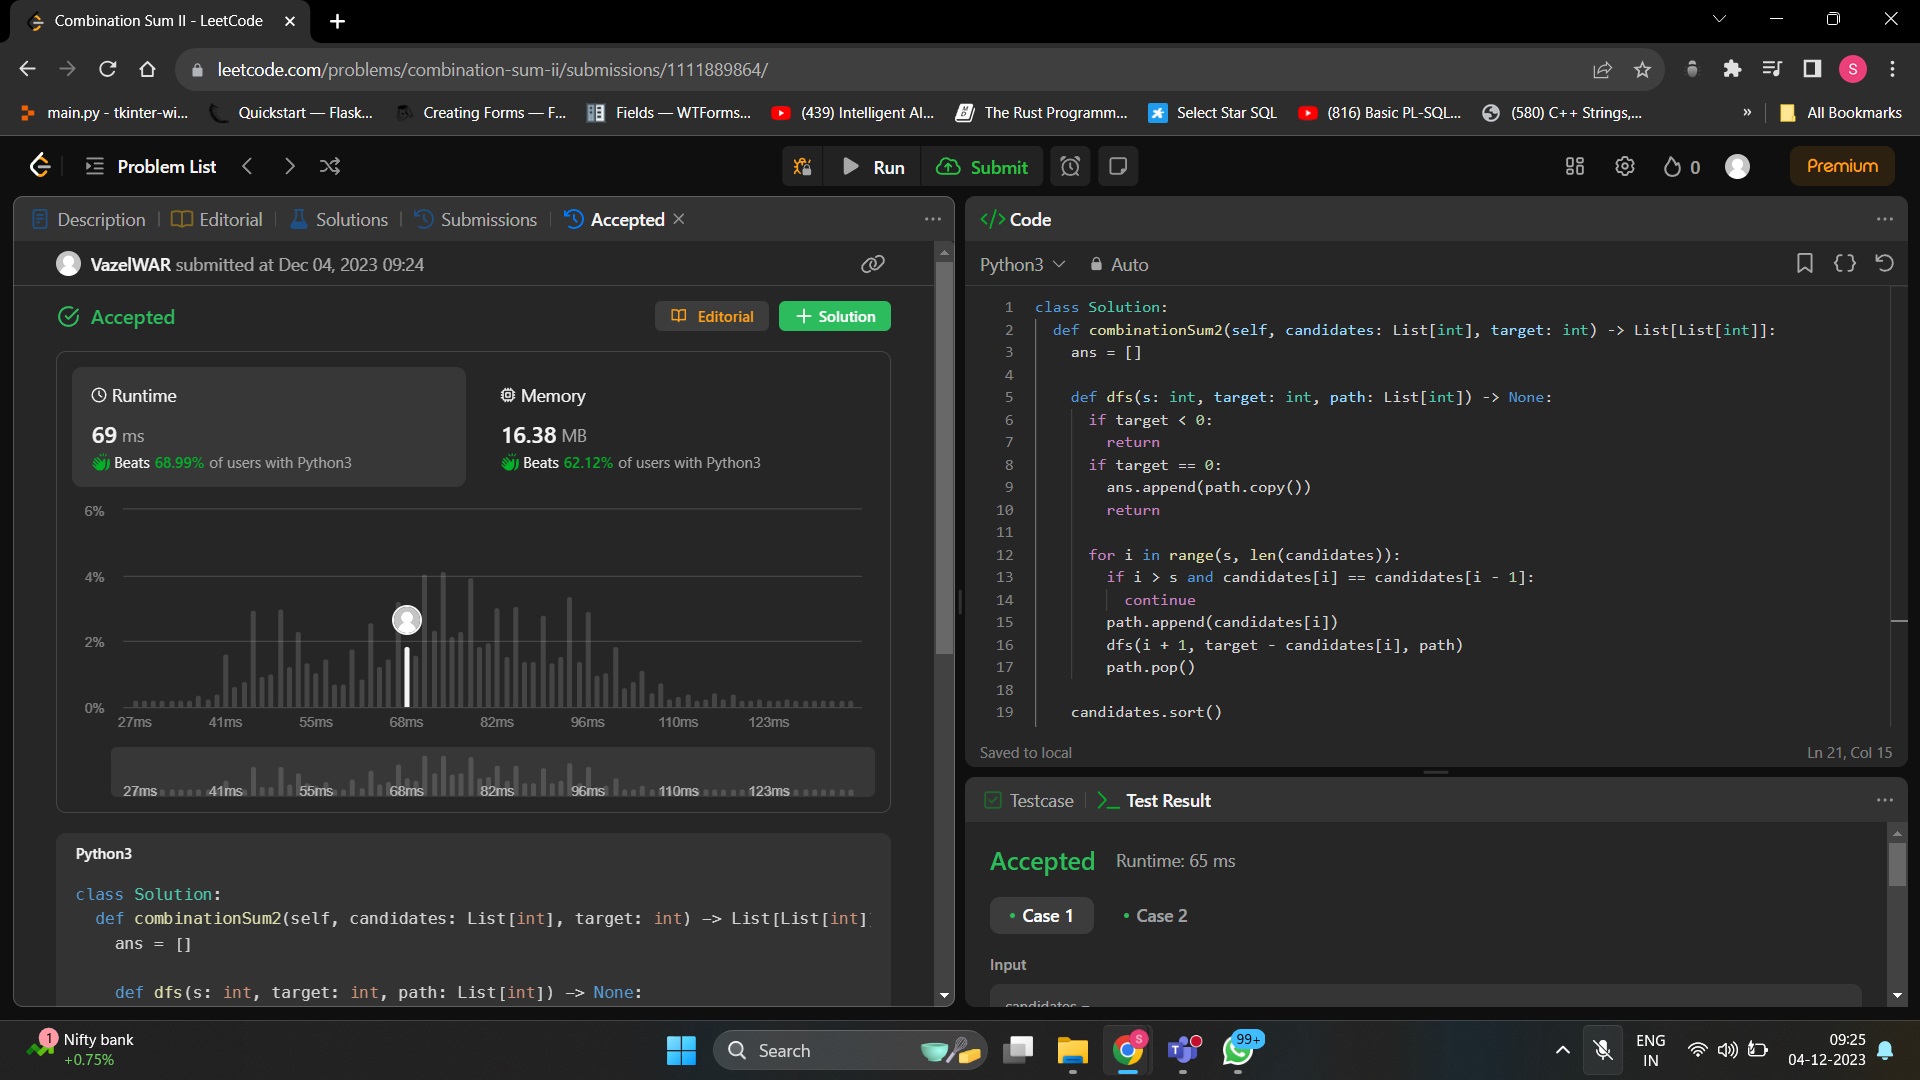 Combination Sum II - LeetCode
leetcode.com/problems/combination-sum-ii/submissions/1111889864/
S
main.py - tkinter-wi...
Quickstart — Flask...
Creating Forms — F...
Fields — WTForms...
(439) Intelligent Al...
The Rust Programm...
Select Star SQL
(816) Basic PL-SQL...
(580) C++ Strings,...
»
All Bookmarks
Problem List
Run
Submit
0
Premium
Description
Editorial
Solutions
Submissions
Accepted
VazelWAR submitted at Dec 04, 2023 09:24
Accepted
Editorial
Solution
Runtime
69 ms
Beats 68.99% of users with Python3
Memory
16.38 MB
Beats 62.12% of users with Python3
6%
4%
2%
0%
27ms 41ms 55ms 68ms 82ms 96ms 110ms 123ms
27ms 41ms 55ms 68ms 82ms 96ms 110ms 123ms
Python3
class Solution:
def combinationSum2(self, candidates: List[int], target: int) -> List[List[int]
ans = []
def dfs(s: int, target: int, path: List[int]) -> None:
</> Code
Python3
Auto
1 class Solution:
2 def combinationSum2(self, candidates: List[int], target: int) -> List[List[int]]:
3 ans = []
4
5 def dfs(s: int, target: int, path: List[int]) -> None:
6 if target < 0:
7 return
8 if target == 0:
9 ans.append(path.copy())
10 return
11
12 for i in range(s, len(candidates)):
13 if i > s and candidates[i] == candidates[i - 1]:
14 continue
15 path.append(candidates[i])
16 dfs(i + 1, target - candidates[i], path)
17 path.pop()
18
19 candidates.sort()
Saved to local
Ln 21, Col 15
Testcase
Test Result
Accepted
Runtime: 65 ms
Case 1
Case 2
Input
candidates =
1
Nifty bank
+0.75%
Search
S
99+
ENG
IN
09:25
04-12-2023